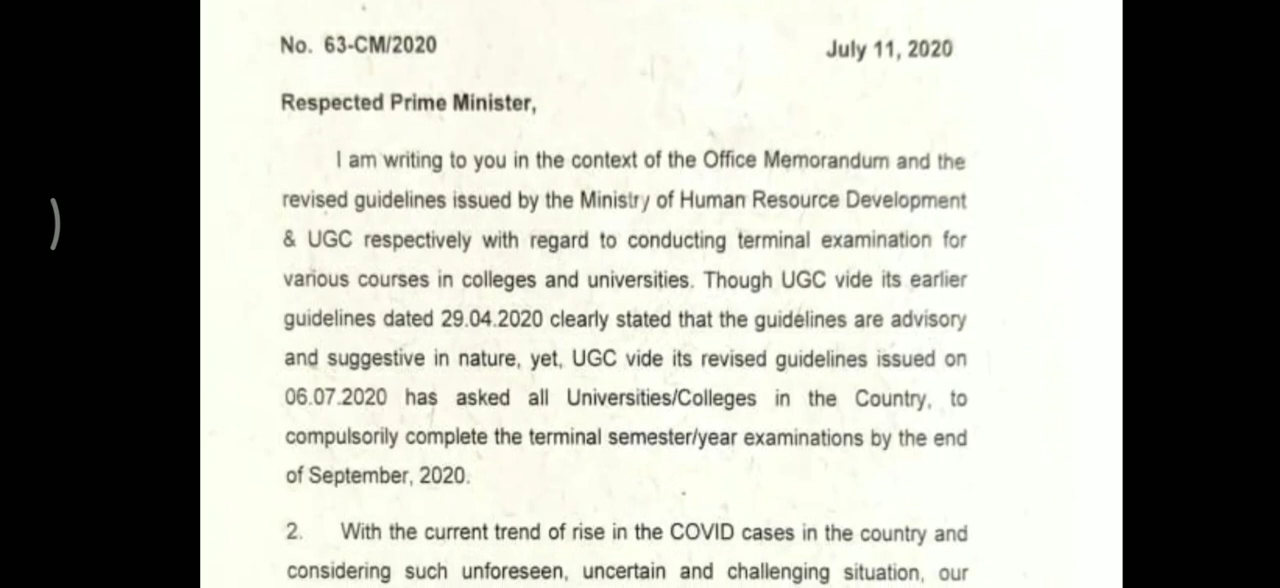 No. 63-CM/2020 July 11, 2020
Respected Prime Minister,
I am writing to you in the context of the Office Memorandum and the
revised guidelines issued by the Ministry of Human Resource Development
& UGC respectively with regard to conducting terminal examination for
various courses in colleges and universities. Though UGC vide its earlier
guidelines dated 29.04.2020 clearly stated that the guidelines are advisory
and suggestive in nature, yet, UGC vide its revised guidelines issued on
06.07.2020 has asked all Universities/Colleges in the Country, to
compulsorily complete the terminal semester/year examinations by the end
of September, 2020.
2. With the current trend of rise in the COVID cases in the country and
considering such unforeseen, uncertain and challenging situation, our